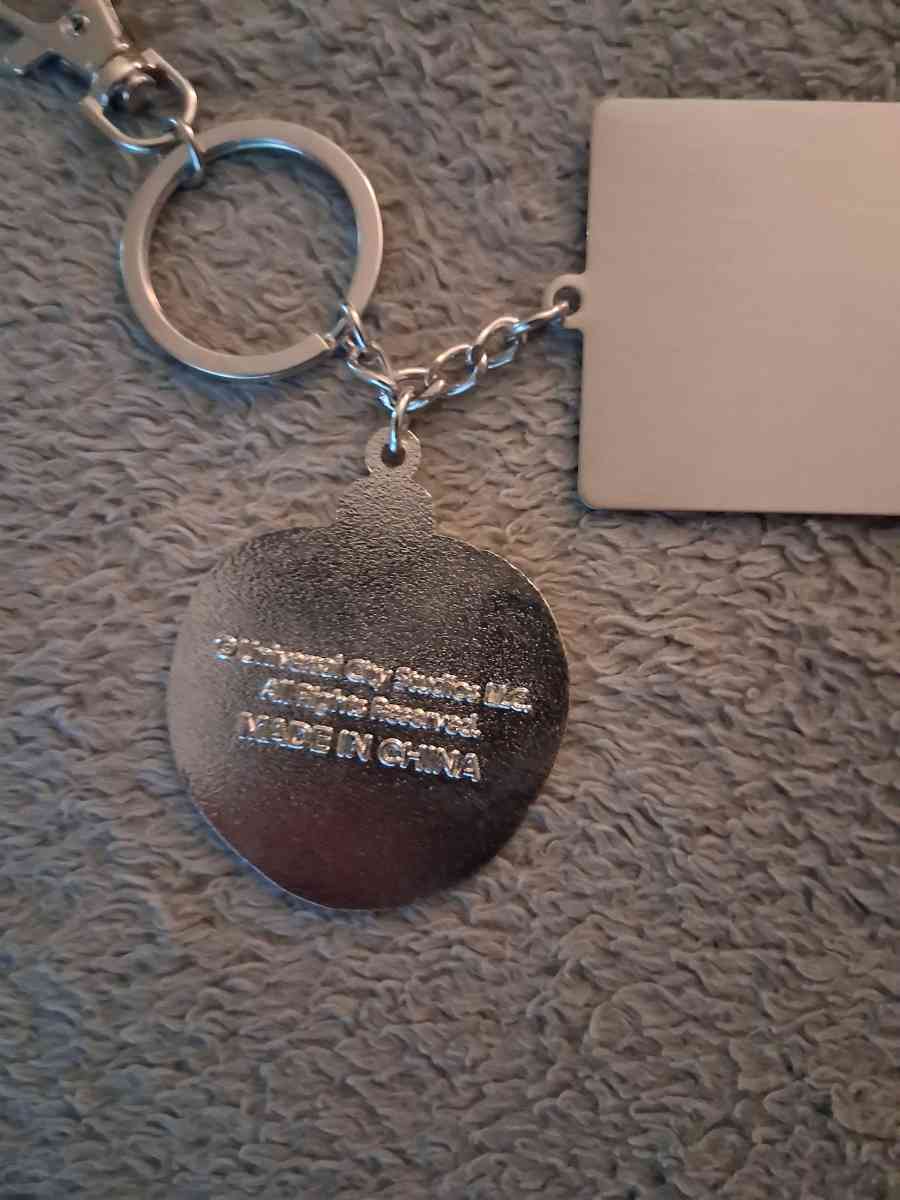 © Universal City Studios LLC.
All Rights Reserved.
MADE IN CHINA